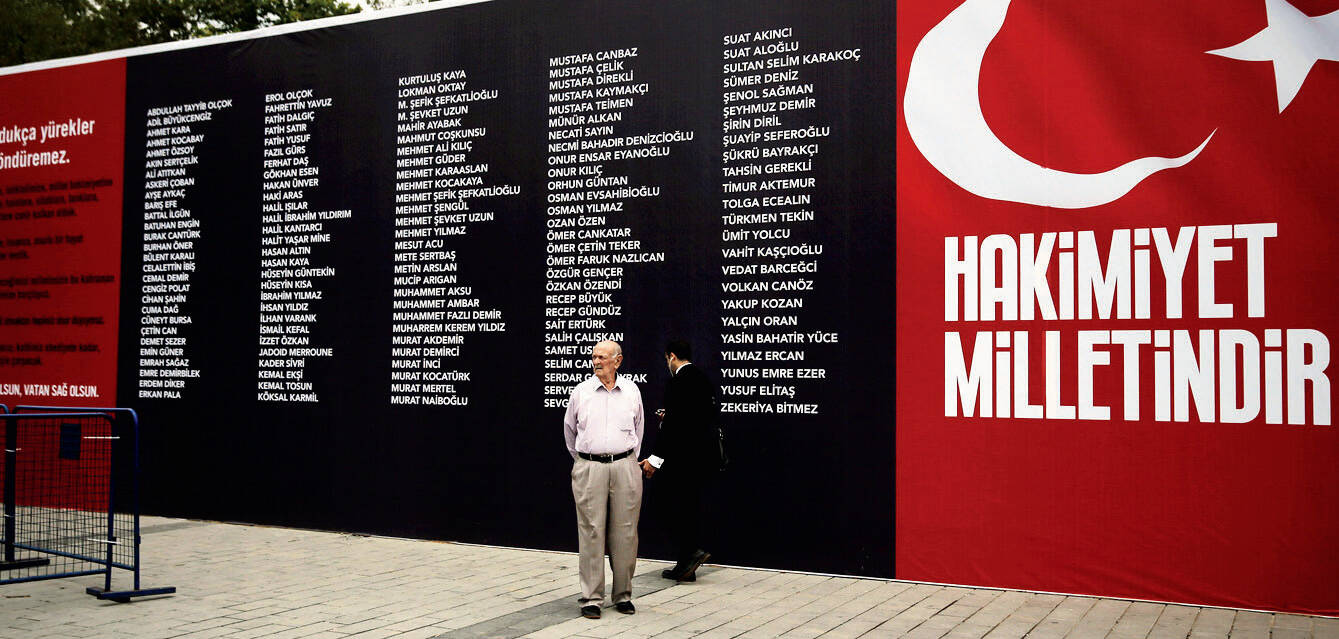 dukça yürekler
öndüremez.
OLSUN, VATAN SAĞ OLSUN.
ABDULLAH TAYYİB OLÇOK
ADİL BÜYÜKCENGİZ
AHMET KARA
AHMET KOCABAY
AHMET ÖZSOY
AKIN SERTÇELİK
ALİ ATITKAN
ASKERİ ÇOBAN
AYŞE AYKAÇ
BARIŞ EFE
BATTAL İLGÜN
BATUHAN ENGİN
BURAK CANTÜRK
BURHAN ÖNER
BÜLENT KARALI
CELALETTİN İBİŞ
CEMAL DEMİR
CENGİZ POLAT
CİHAN ŞAHİN
CUMA DAĞ
CÜNEYT BURSA
ÇETİN CAN
DEMET SEZER
EMİN GÜNER
EMRAH SAĞAZ
EMRE DEMİRBİLEK
ERDEM DİKER
ERKAN PALA
EROL OLÇOK
FAHRETTİN YAVUZ
FATİH DALGIÇ
FATİH SATIR
FATİH YUSUF
FAZIL GÜRS
FERHAT DAŞ
GÖKHAN ESEN
HAKAN ÜNVER
HAKİ ARAS
HALİL IŞILAR
HALİL İBRAHİM YILDIRIM
HALİL KANTARCI
HALİT YAŞAR MİNE
HASAN ALTIN
HASAN KAYA
HÜSEYİN GÜNTEKİN
HÜSEYİN KISA
İBRAHİM YILMAZ
İHSAN YILDIZ
İLHAN VARANK
İSMAİL KEFAL
İZZET ÖZKAN
JADOID MERROUNE
KADER SİVRİ
KEMAL EKŞİ
KEMAL TOSUN
KÖKSAL KARMİL
KURTULUŞ KAYA
LOKMAN OKTAY
M. ŞEFİK ŞEFKATLİOĞLU
M. ŞEVKET UZUN
MAHİR AYABAK
MAHMUT COŞKUNSU
MEHMET ALİ KILIÇ
MEHMET GÜDER
MEHMET KARAASLAN
MEHMET KOCAKAYA
MEHMET ŞEFİK ŞEFKATLİOĞLU
MEHMET ŞENGÜL
MEHMET ŞEVKET UZUN
MEHMET YILMAZ
MESUT ACU
METE SERTBAŞ
METİN ARSLAN
MUCİP ARIGAN
MUHAMMET AKSU
MUHAMMET AMBAR
MUHAMMET FAZLI DEMİR
MUHARREM KEREM YILDIZ
MURAT AKDEMİR
MURAT DEMİRCİ
MURAT İNCİ
MURAT KOCATÜRK
MURAT MERTEL
MURAT NAİBOĞLU
MUSTAFA CANBAZ
MUSTAFA ÇELİK
MUSTAFA DİREKLİ
MUSTAFA KAYMAKÇI
MUSTAFA TEİMEN
MÜNÜR ALKAN
NECATİ SAYIN
NECMİ BAHADIR DENİZCİOĞLU
ONUR ENSAR EYANOĞLU
ONUR KILIÇ
ORHUN GÜNTAN
OSMAN EVSAHİBİOĞLU
OSMAN YILMAZ
OZAN ÖZEN
ÖMER CANKATAR
ÖMER ÇETİN TEKER
ÖMER FARUK NAZLICAN
ÖZGÜR GENÇER
ÖZKAN ÖZENDİ
RECEP BÜYÜK
RECEP GÜNDÜZ
SAİT ERTÜRK
SALİH ÇALIŞKAN
SAMET US
SELİM CAN
SERDAR G RAK
SERVE
SEVG
SUAT AKINCI
SUAT ALOĞLU
SULTAN SELİM KARAKOÇ
SÜMER DENİZ
ŞENOL SAĞMAN
ŞEYHMUZ DEMİR
ŞİRİN DİRİL
ŞUAYİP SEFEROĞLU
ŞÜKRÜ BAYRAKÇI
TAHSİN GEREKLİ
TİMUR AKTEMUR
TOLGA ECEALİN
TÜRKMEN TEKİN
ÜMİT YOLCU
VAHİT KAŞÇIOĞLU
VEDAT BARCEĞCİ
VOLKAN CANÖZ
YAKUP KOZAN
YALÇIN ORAN
YASİN BAHATIR YÜCE
YILMAZ ERCAN
YUNUS EMRE EZER
YUSUF ELİTAŞ
ZEKERİYA BİTMEZ
HAKİMİYET
MİLLETİNDİR